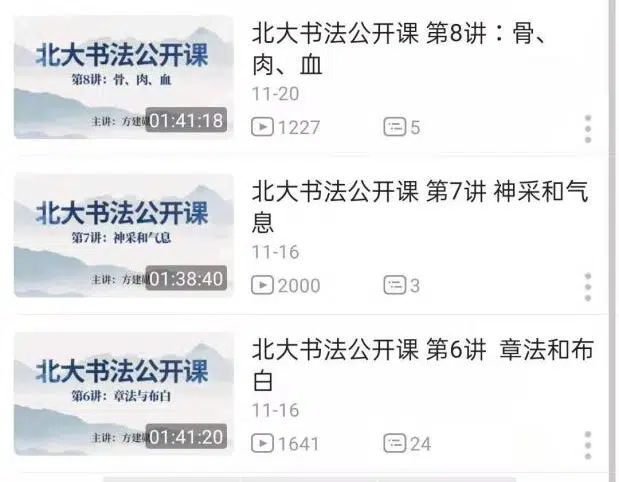 北大书法公开课
第8讲：骨、肉、血
主讲：方建
01:41:18
北大书法公开课 第8讲：骨、
肉、血
11-20
1227
5
北大书法公开课
第7讲：神采和气息
主讲：方建
01:38:40
北大书法公开课 第7讲 神采和气
息
11-16
2000
3
北大书法公开课
第6讲：章法与布白
主讲：方建
01:41:20
北大书法公开课 第6讲 章法和布
白
11-16
1641
24